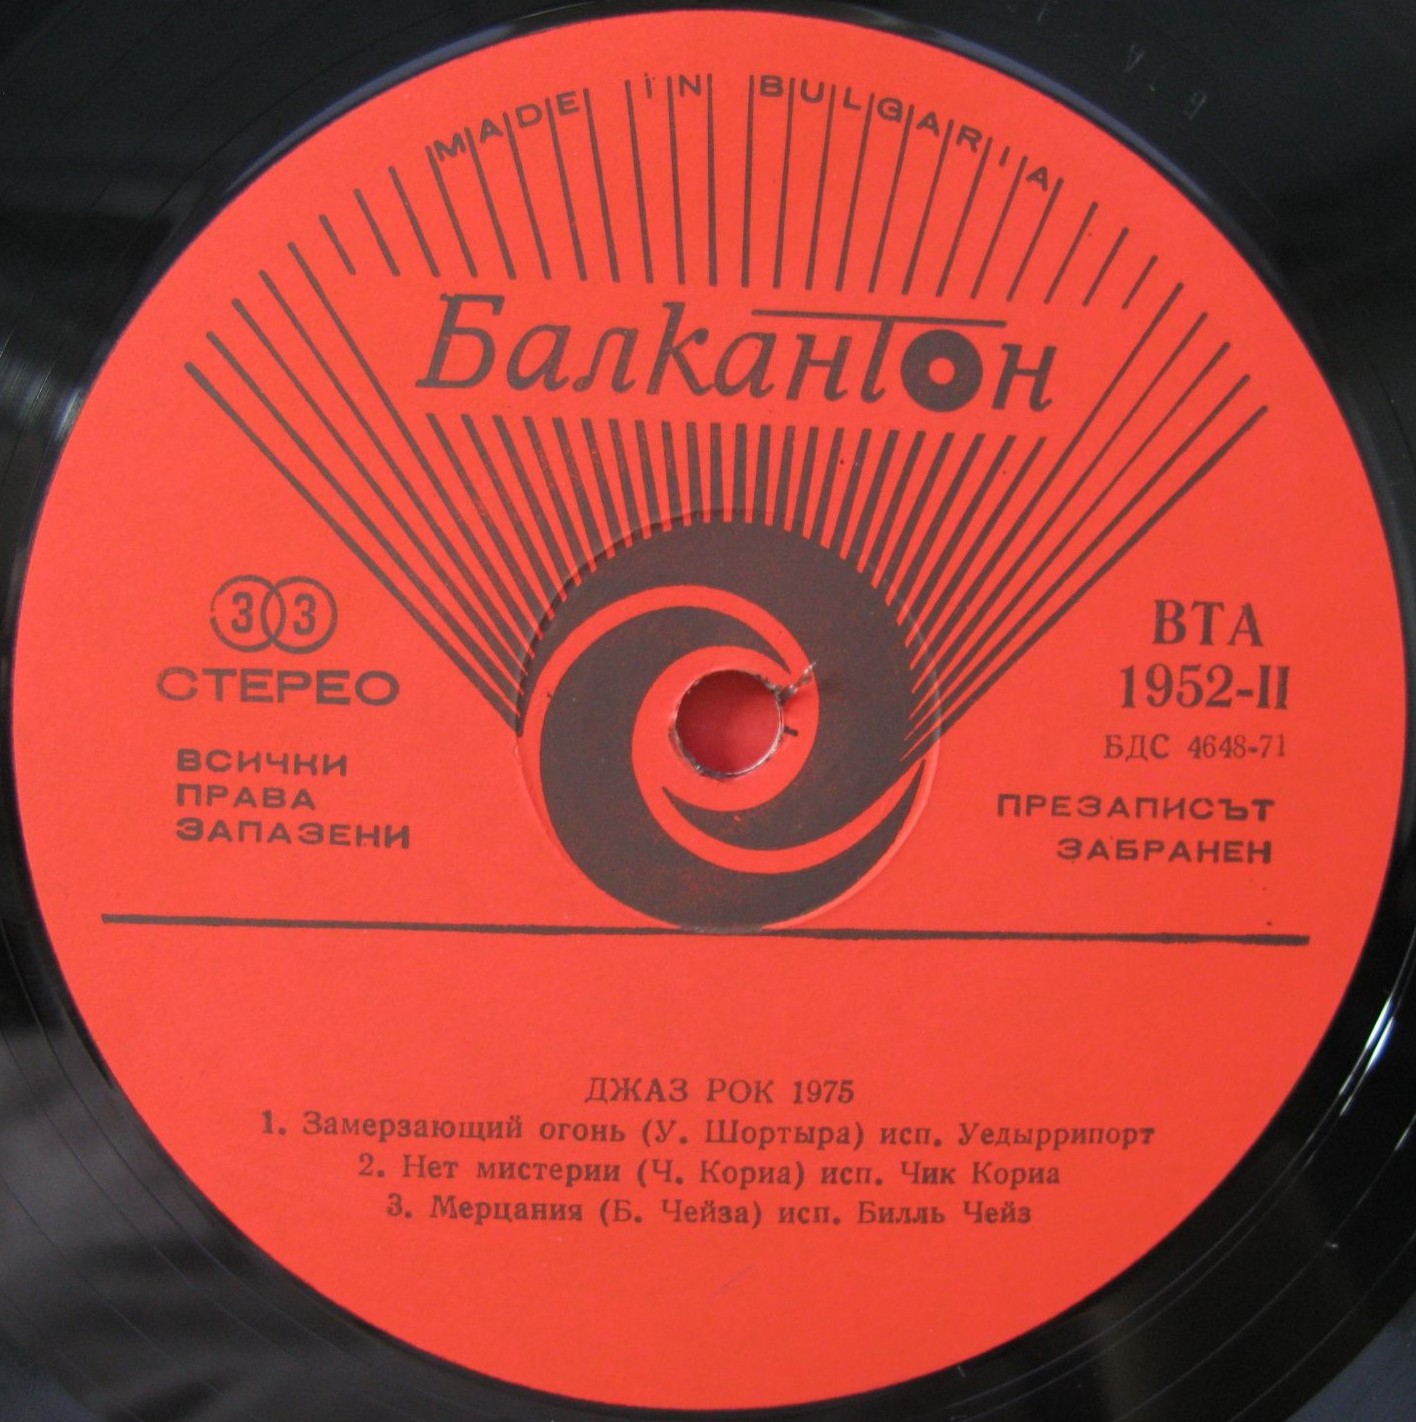 MADE IN BULGARIA
Балкантон
33
СТЕРЕО
ВСИЧКИ
ПРАВА
ЗАПАЗЕНИ
ВТА
1952-II
БДС 4648-71
ПРЕЗАПИСЪТ
ЗАБРАНЕН
ДЖАЗ РОК 1975
1. Замерзающий огонь (У. Шортыра) исп. Уедыррипорт
2. Нет мистерии (Ч. Кориа) исп. Чик Кориа
3. Мерцания (Б. Чейза) исп. Билль Чейз